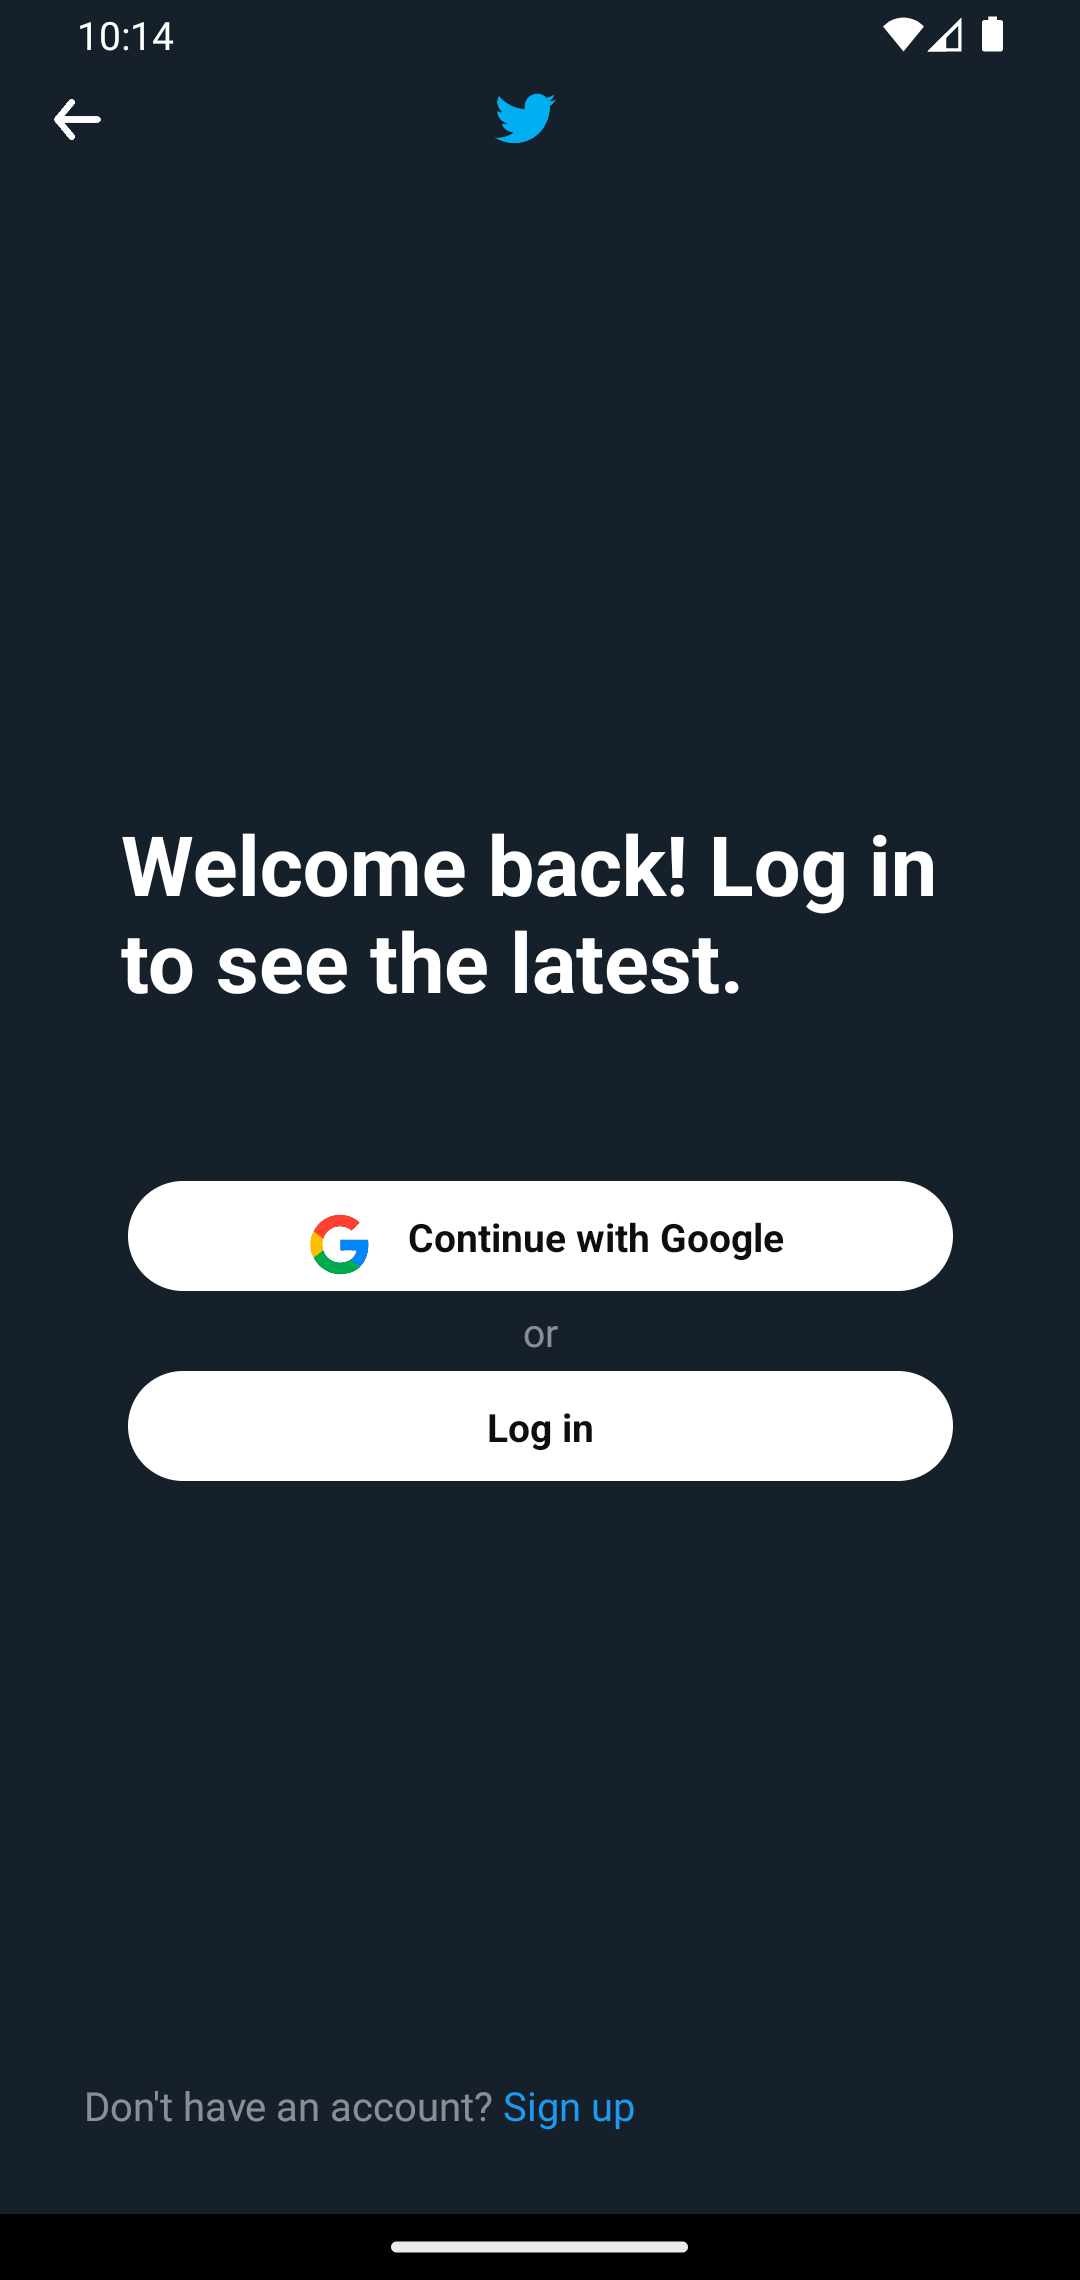 10:14
Welcome back! Log in
to see the latest.
Continue with Google
or
Log in
Don't have an account? Sign up